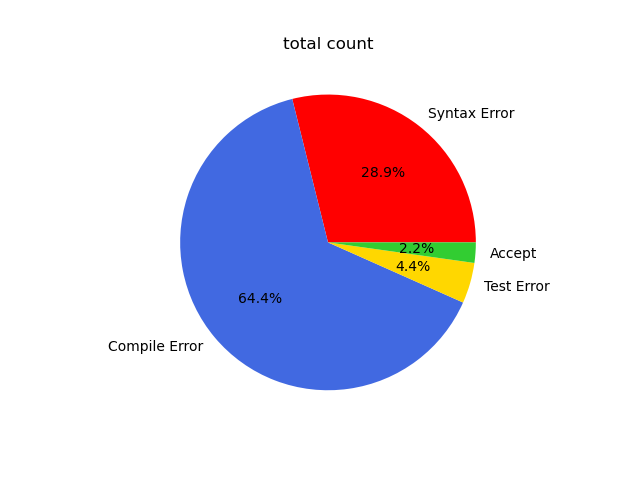 total count
Syntax Error
28.9%
2.2%
Accept
4.4%
Test Error
64.4%
Compile Error